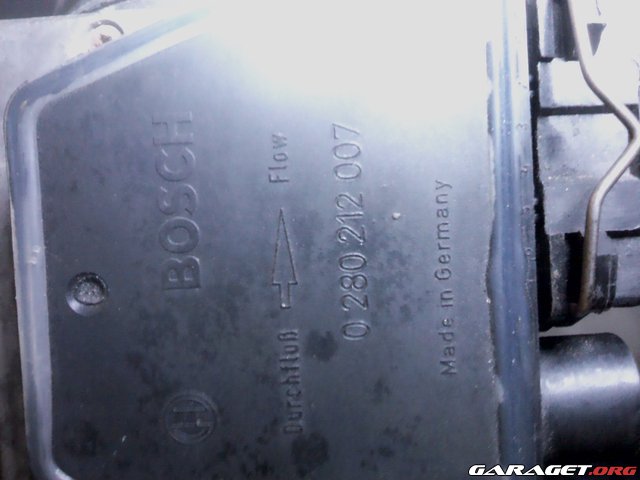 BOSCH
Durchfluß Flow
0 280 212 007
Made in Germany
GARAGET.ORG